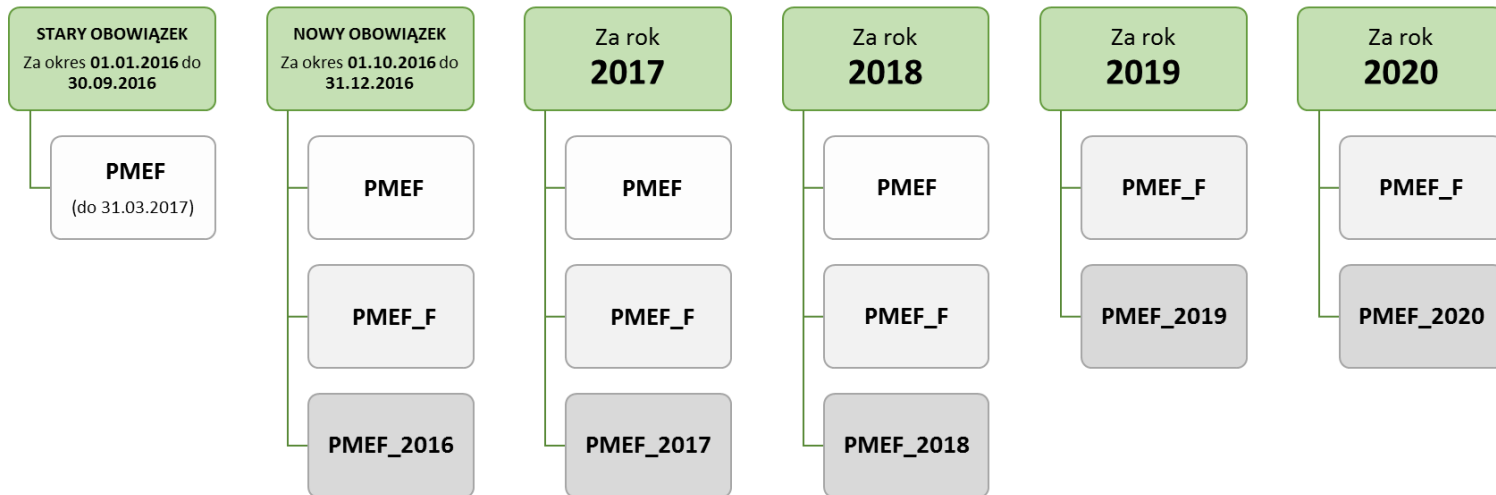 STARY OBOWIĄZEK
Za okres 01.01.2016 do
30.09.2016
PMEF
(do 31.03.2017)
NOWY OBOWIĄZEK
Za okres 01.10.2016 do
31.12.2016
PMEF
PMEF_F
PMEF_2016
Za rok
2017
PMEF
PMEF_F
PMEF_2017
Za rok
2018
PMEF
PMEF_F
PMEF_2018
Za rok
2019
PMEF_F
PMEF_2019
Za rok
2020
PMEF_F
PMEF_2020